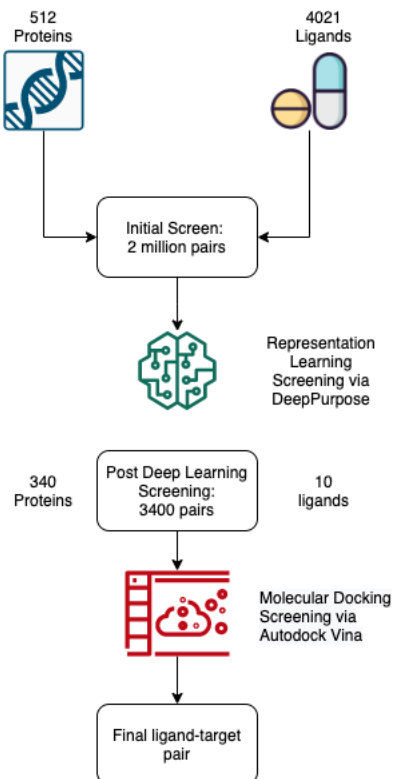 512
Proteins
4021
Ligands
Initial Screen:
2 million pairs
Representation
Learning
Screening via
DeepPurpose
340
Proteins
Post Deep Learning
Screening:
3400 pairs
10
ligands
Molecular Docking
Screening via
Autodock Vina
Final ligand-target
pair